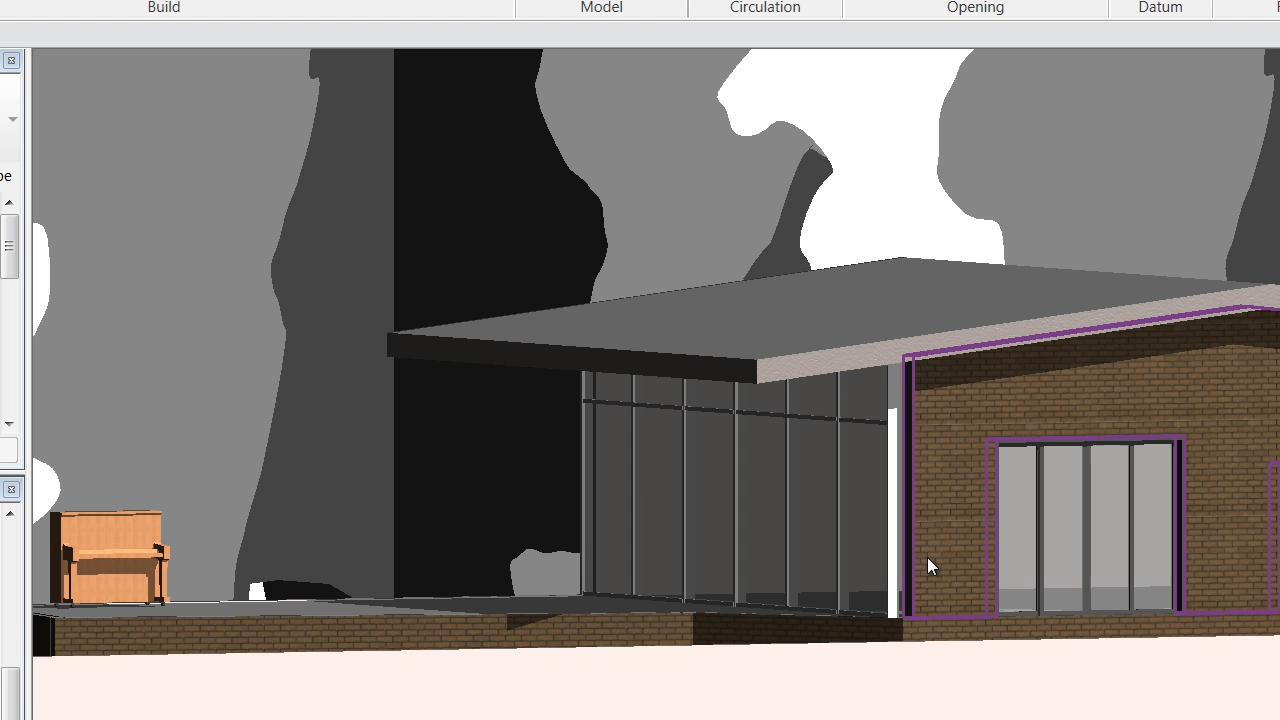 Build
Model
Circulation
Opening
Datum
pe